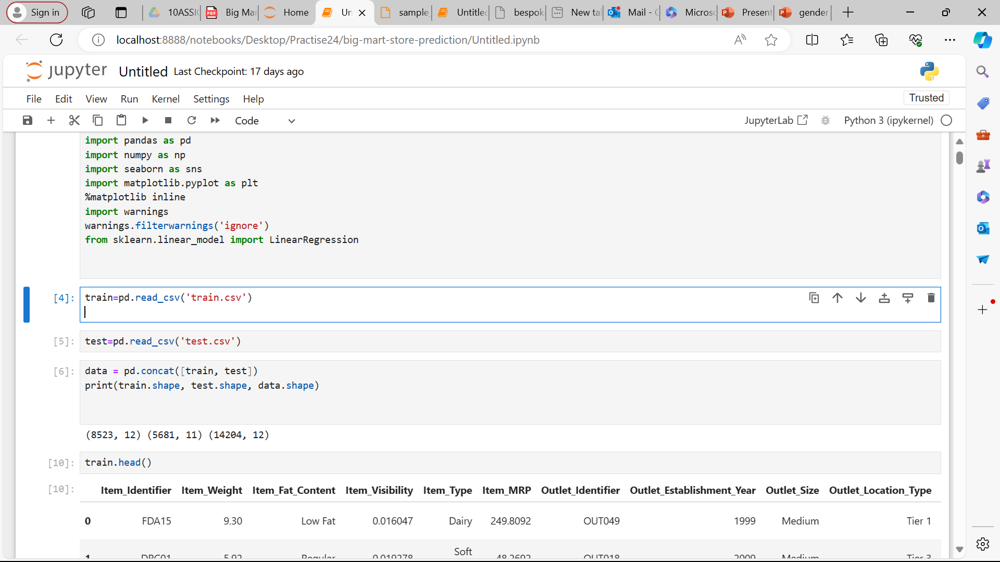 Sign in
10ASSI
Big Mar
Home
Un
sample_
Untitled
bespok
New ta
Mail -
Microso
Present
gender
localhost:8888/notebooks/Desktop/Practise24/big-mart-store-prediction/Untitled.ipynb
jupyter Untitled Last Checkpoint: 17 days ago
File Edit View Run Kernel Settings Help
Trusted
Code
JupyterLab
Python 3 (ipykernel)
import pandas as pd
import numpy as np
import seaborn as sns
import matplotlib.pyplot as plt
%matplotlib inline
import warnings
warnings.filterwarnings('ignore')
from sklearn.linear_model import LinearRegression
[4]: train=pd.read_csv('train.csv')
[5]: test=pd.read_csv('test.csv')
[6]: data = pd.concat([train, test])
print(train.shape, test.shape, data.shape)
(8523, 12) (5681, 11) (14204, 12)
[10]: train.head()
[10]: Item_Identifier Item_Weight Item_Fat_Content Item_Visibility Item_Type Item_MRP Outlet_Identifier Outlet_Establishment_Year Outlet_Size Outlet_Location_Type
0 FDA15 9.30 Low Fat 0.016047 Dairy 249.8092 OUT049 1999 Medium Tier 1
Soft
1 DRC01 5.92 Regular 0.019278 48.2692 OUT018 2009 Medium Tier 3